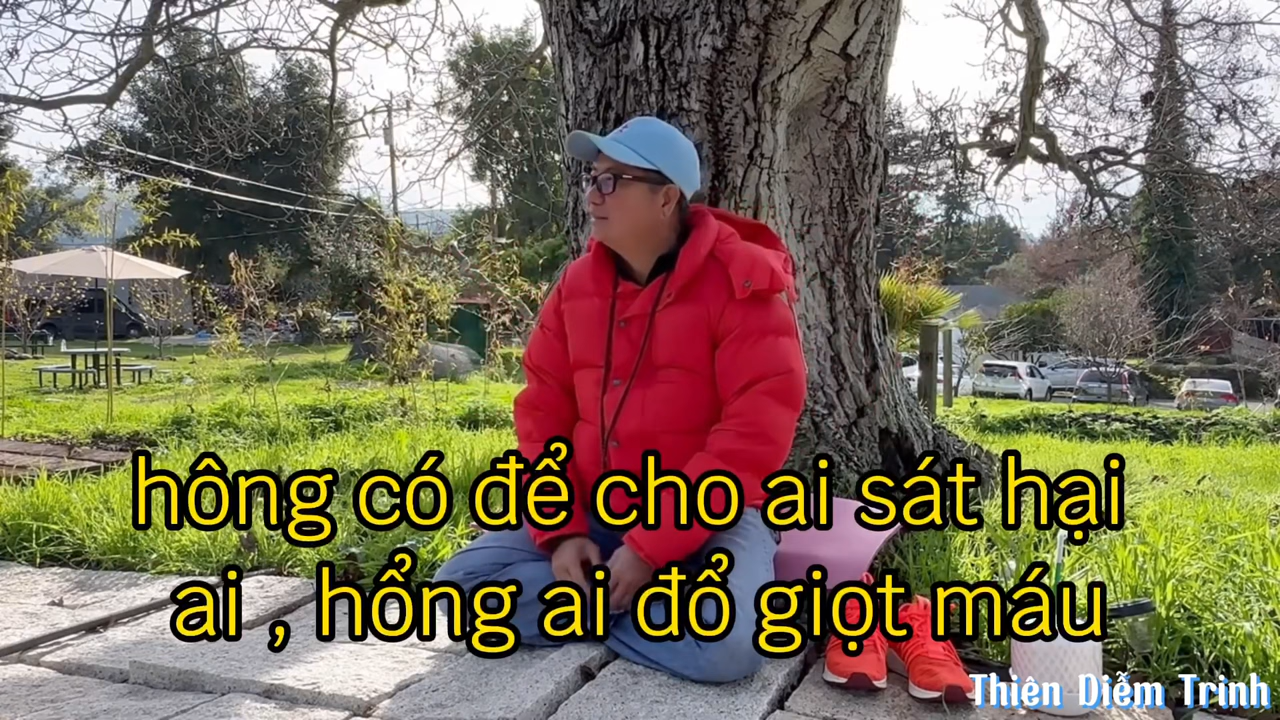 hông có để cho ai sát hại
ai , hổng ai đổ giọt máu
Thiên Diễm Trinh